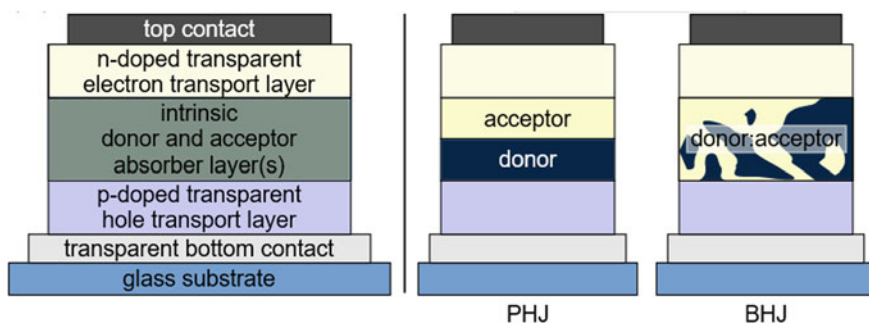 top contact
n-doped transparent
electron transport layer
intrinsic
donor and acceptor
absorber layer(s)
p-doped transparent
hole transport layer
transparent bottom contact
glass substrate
acceptor
donor
PHJ
donor:acceptor
BHJ